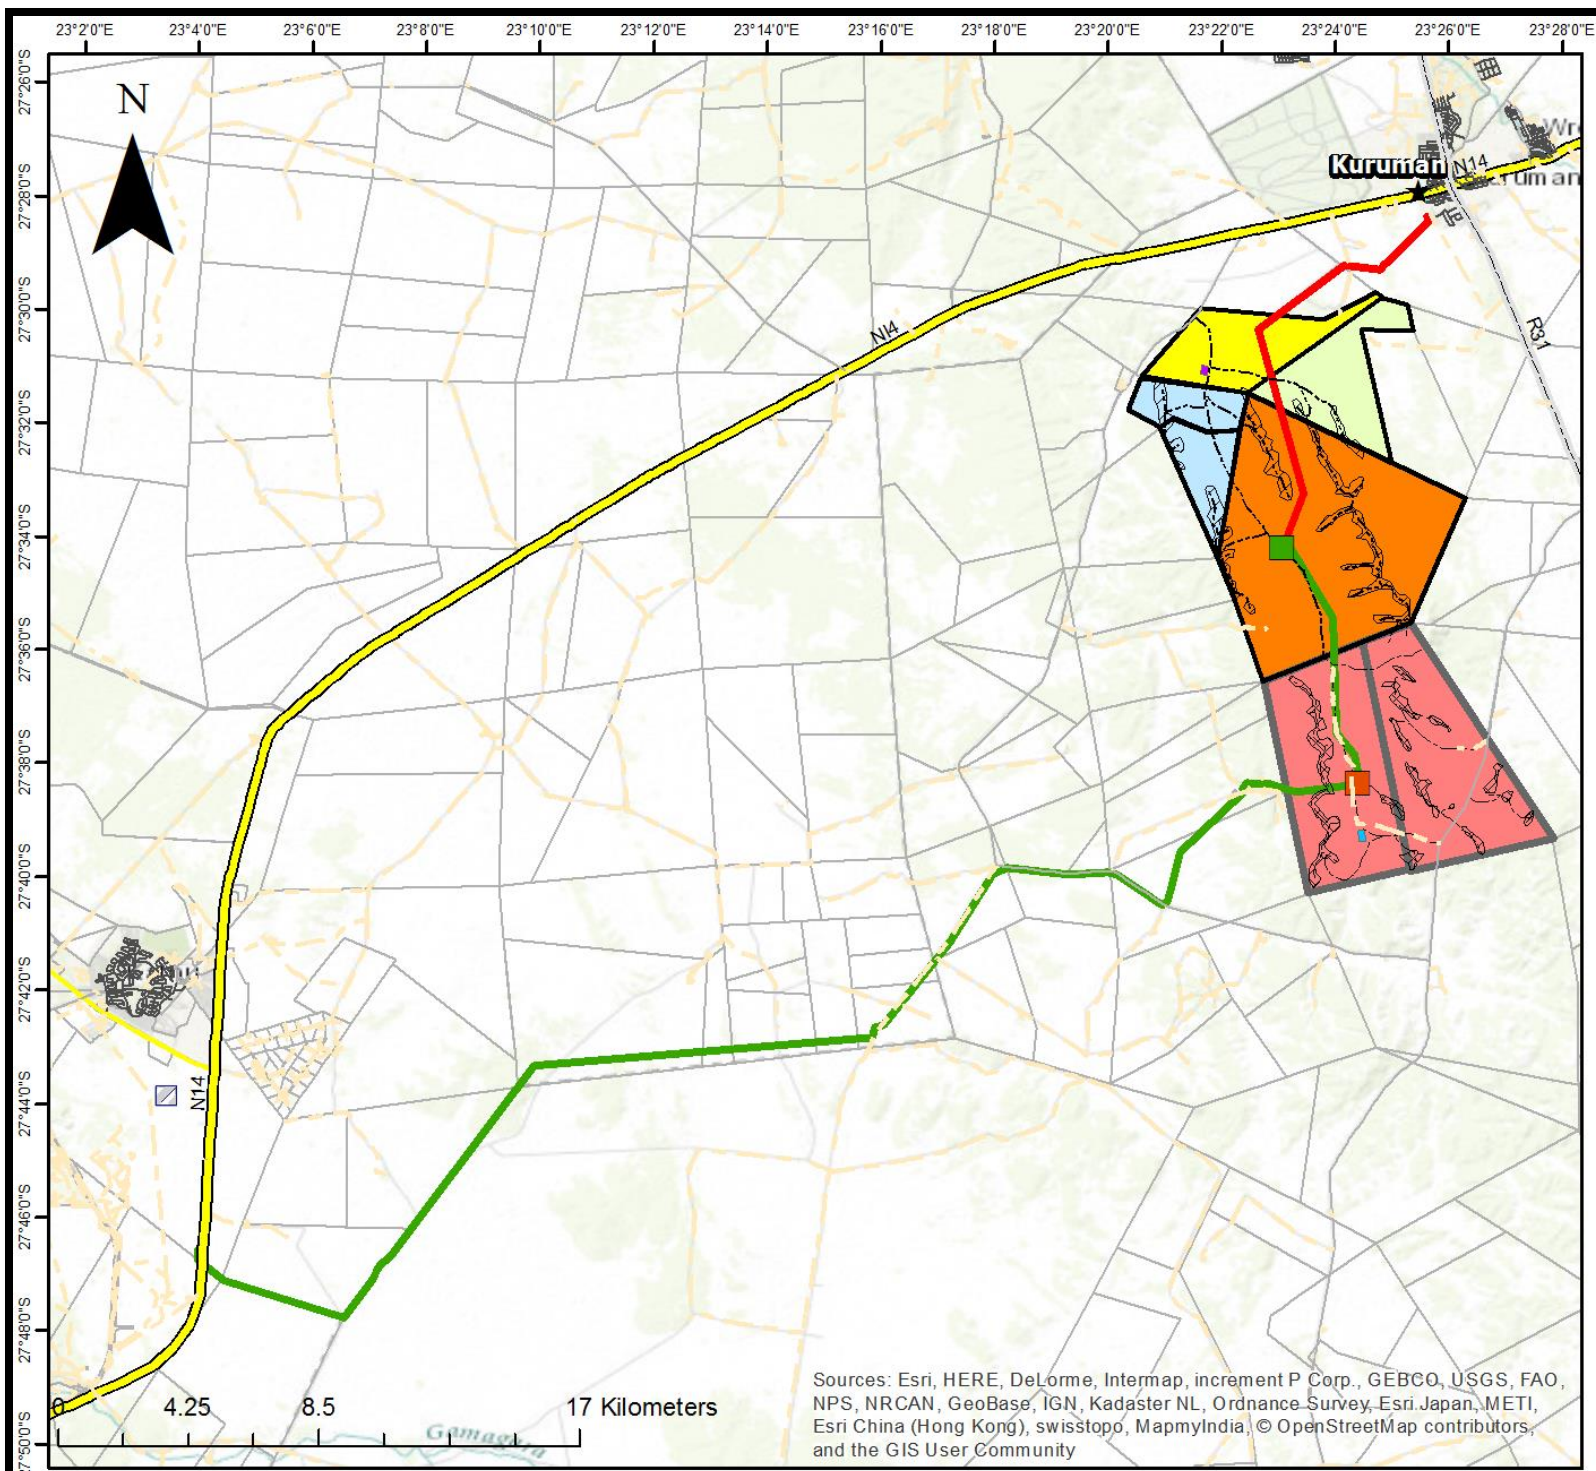 23°2'0"E 23°4'0"E 23°6'0"E 23°8'0"E 23°10'0"E 23°12'0"E 23°14'0"E 23°16'0"E 23°18'0"E 23°20'0"E 23°22'0"E 23°24'0"E 23°26'0"E 23°28'0"E
N
27°26'0"S
27°28'0"S
27°30'0"S
27°32'0"S
27°34'0"S
27°36'0"S
27°38'0"S
27°40'0"S
27°42'0"S
27°44'0"S
27°46'0"S
27°48'0"S
27°50'0"S
Kuruman
N14
R31
N14
N14
0 4.25 8.5 17 Kilometers
Gamagara
Sources: Esri, HERE, DeLorme, Intermap, increment P Corp., GEBCO, USGS, FAO,
NPS, NRCAN, GeoBase, IGN, Kadaster NL, Ordnance Survey, Esri Japan, METI,
Esri China (Hong Kong), swisstopo, MapmyIndia, © OpenStreetMap contributors,
and the GIS User Community